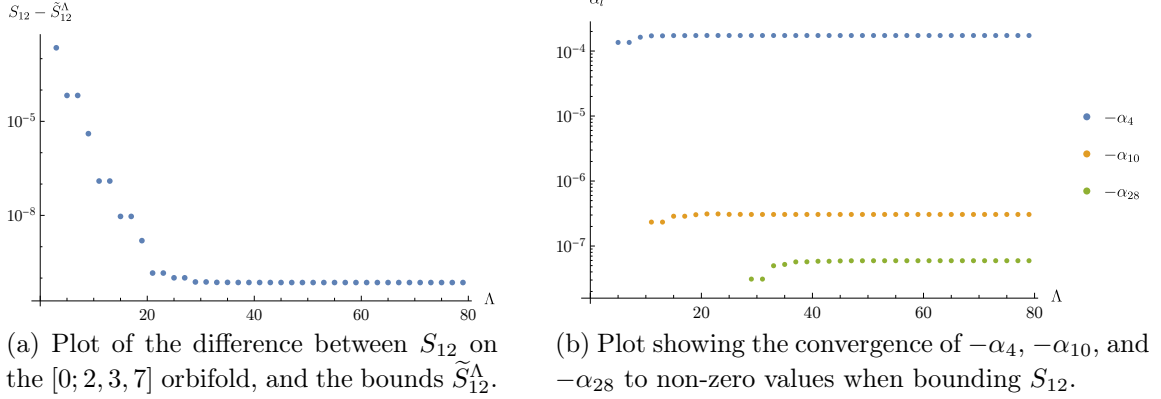 S₁₂ − S̃₁₂^Λ
10⁻⁵
10⁻⁸
20 40 60 80 Λ
10⁻⁴
10⁻⁵
10⁻⁶
10⁻⁷
20 40 60 80 Λ
−α₄
−α₁₀
−α₂₈
(a) Plot of the difference between S₁₂ on
the [0; 2, 3, 7] orbifold, and the bounds S̃₁₂^Λ.
(b) Plot showing the convergence of −α₄, −α₁₀, and
−α₂₈ to non-zero values when bounding S₁₂.